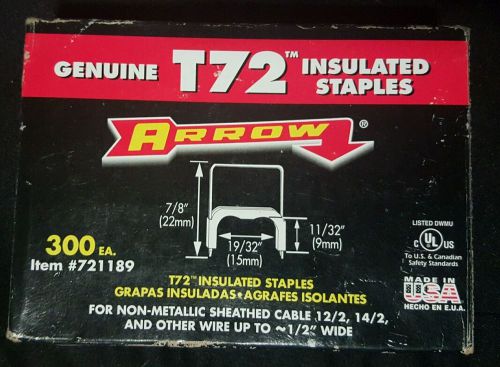 GENUINE T72™ INSULATED STAPLES
ARROW®
7/8"
(22mm)
11/32"
(9mm)
19/32"
(15mm)
300 EA.
Item #721189
LISTED DWMU
C UL US
To U.S. & Canadian
Safety Standards
T72™ INSULATED STAPLES
GRAPAS INSULADAS • AGRAFES ISOLANTES
MADE IN
USA
HECHO EN E.U.A.
FOR NON-METALLIC SHEATHED CABLE 12/2, 14/2,
AND OTHER WIRE UP TO ~1/2" WIDE